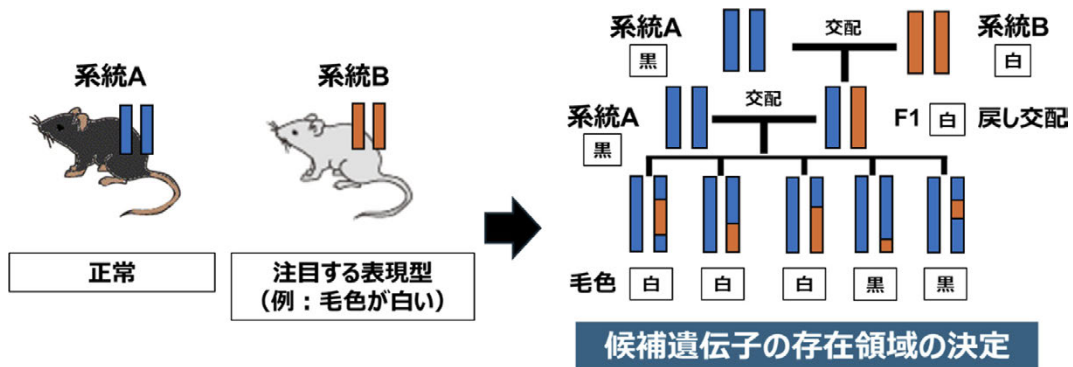 系統A
系統B
正常
注目する表現型
(例:毛色が白い)
系統A
黒
交配
系統B
白
系統A
黒
交配
F1 白 戻し交配
毛色 白 白 白 黒 黒
候補遺伝子の存在領域の決定